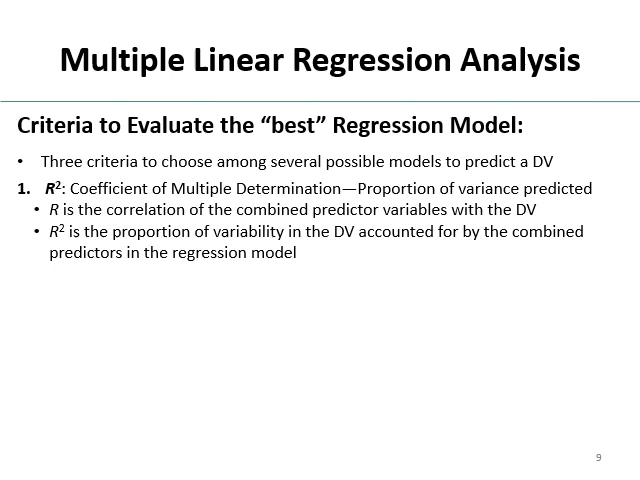 Multiple Linear Regression Analysis
Criteria to Evaluate the “best” Regression Model:
• Three criteria to choose among several possible models to predict a DV
1. R²: Coefficient of Multiple Determination—Proportion of variance predicted
• R is the correlation of the combined predictor variables with the DV
• R² is the proportion of variability in the DV accounted for by the combined
predictors in the regression model
9